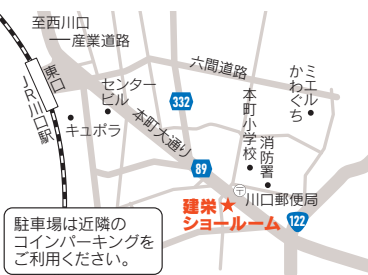 至西川口
産業道路
六間道路
東口
JR川口駅
センター
ビル
キュポラ
332
本町大通り
89
本町小学校
ミエル
かわぐち
消防署
〒
川口郵便局
建栄★
ショールーム
122
駐車場は近隣の
コインパーキングを
ご利用ください。